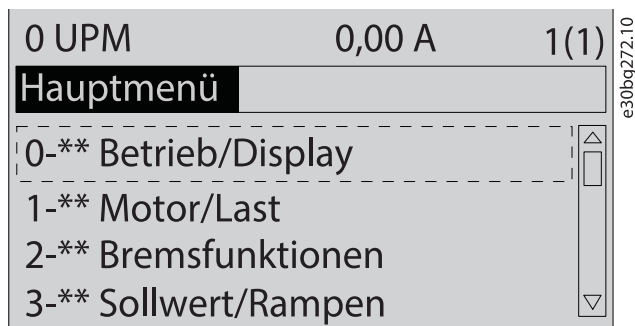 0 UPM 0,00 A 1(1)
Hauptmenü
0-** Betrieb/Display
1-** Motor/Last
2-** Bremsfunktionen
3-** Sollwert/Rampen
e30bg272.10